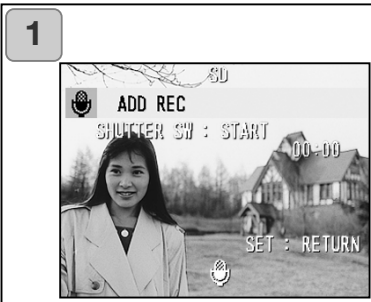 1
SD
ADD REC
SHUTTER SW : START
00:00
SET : RETURN